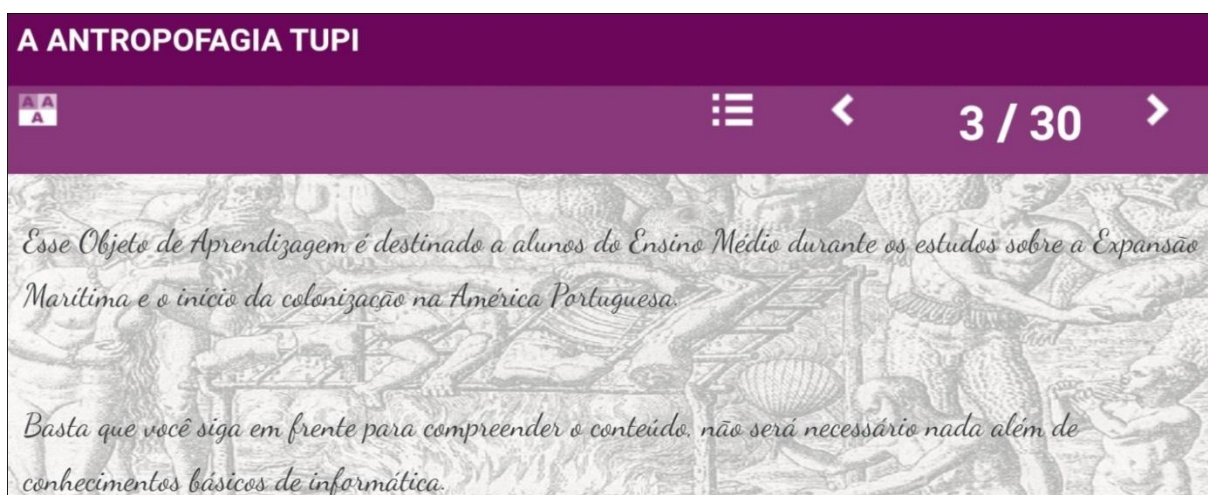 A ANTROPOFAGIA TUPI
A A
A
3 / 30
Esse Objeto de Aprendizagem é destinado a alunos do Ensino Médio durante os estudos sobre a Expansão
Marítima e o início da colonização na América Portuguesa.
Basta que você siga em frente para compreender o conteúdo, não será necessário nada além de
conhecimentos básicos de informática.